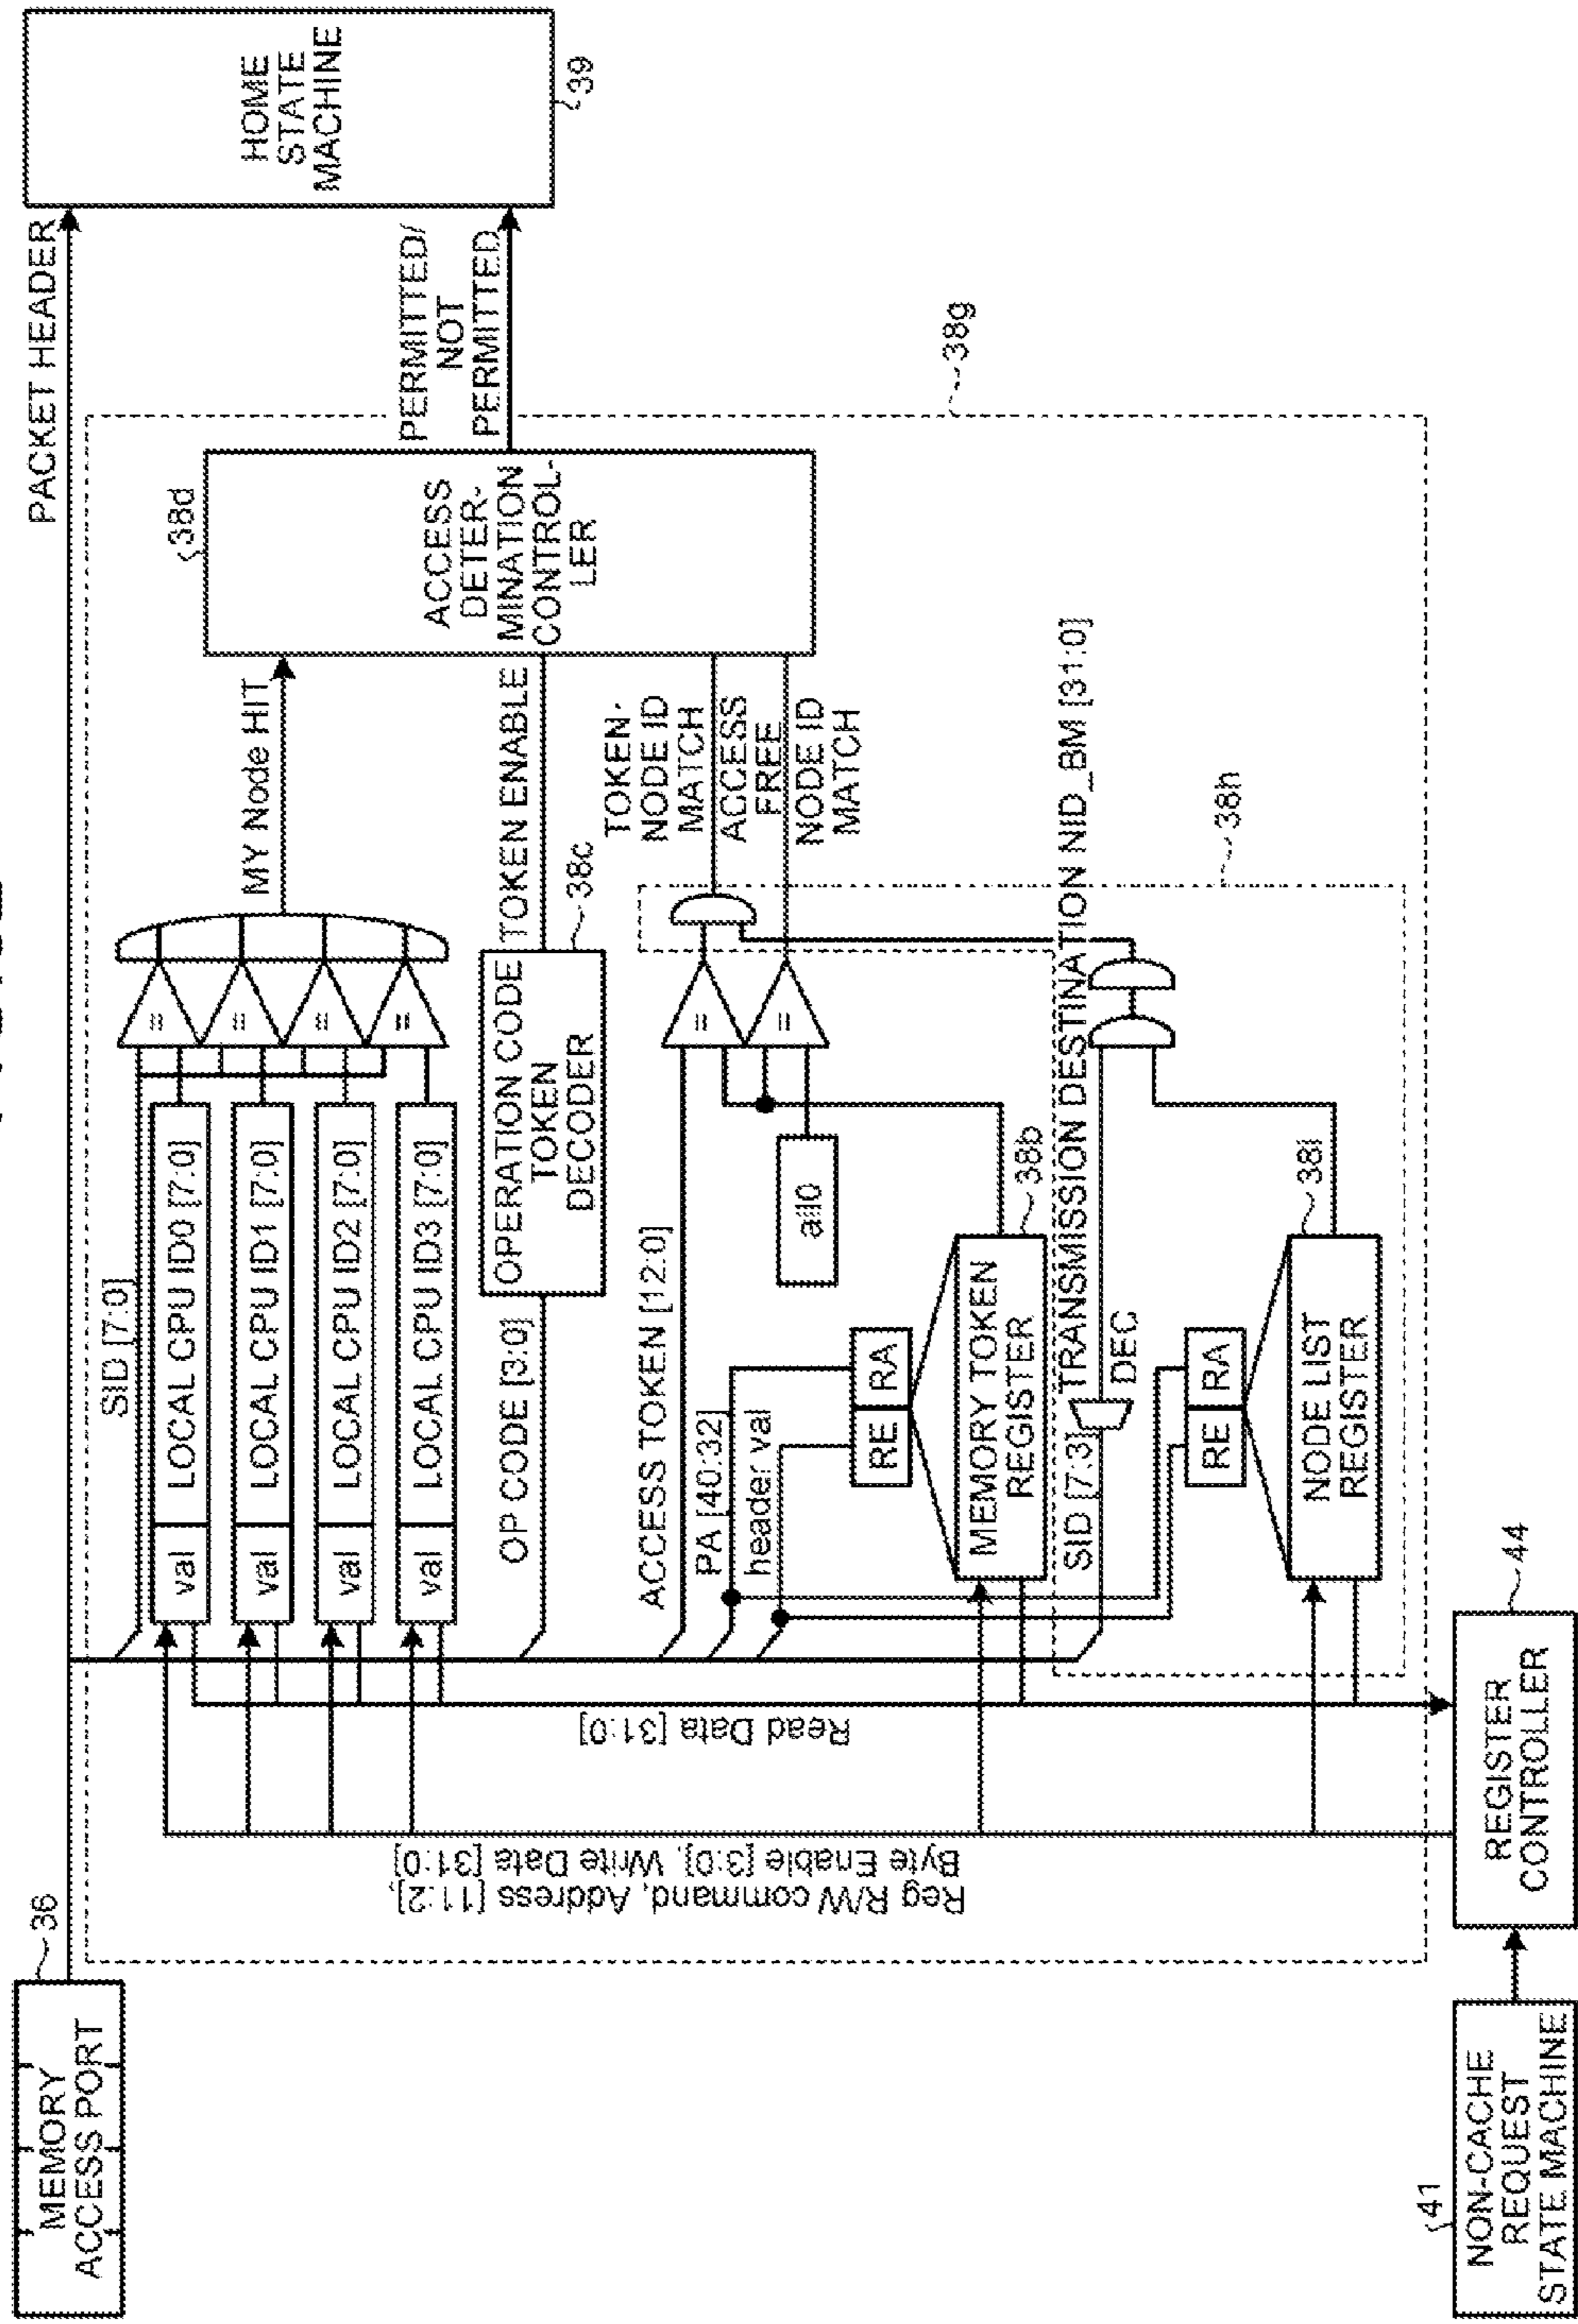 MEMORY
ACCESS PORT
36
PACKET HEADER
HOME
STATE
MACHINE
39
SID [7:0]
val
LOCAL CPU ID0 [7:0]
val
LOCAL CPU ID1 [7:0]
val
LOCAL CPU ID2 [7:0]
val
LOCAL CPU ID3 [7:0]
=
=
=
=
MY Node HIT
38d
ACCESS
DETER-
MINATION
CONTROL-
LER
PERMITTED/
NOT
PERMITTED
38g
OP CODE [3:0]
OPERATION CODE
TOKEN
DECODER
38c
TOKEN ENABLE
ACCESS TOKEN [12:0]
PA [40:32]
header val
all0
=
=
TOKEN-
NODE ID
MATCH
ACCESS
FREE
NODE ID
MATCH
RE
RA
MEMORY TOKEN
REGISTER
38b
SID [7:3]
DEC
TRANSMISSION DESTINATION NID_BM [31:0]
38h
RE
RA
NODE LIST
REGISTER
38i
Read Data [31:0]
Reg R/W command, Address [11:2],
Byte Enable [3:0], Write Data [31:0]
41
NON-CACHE
REQUEST
STATE MACHINE
44
REGISTER
CONTROLLER